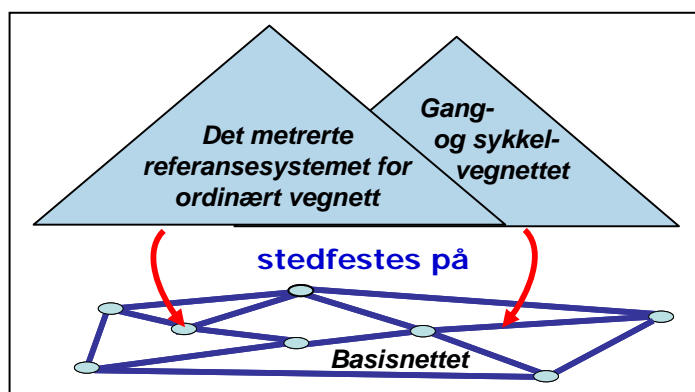 Det metrerte
referansesystemet for
ordinært vegnett
Gang-
og sykkel-
vegnettet
stedfestes på
Basisnettet